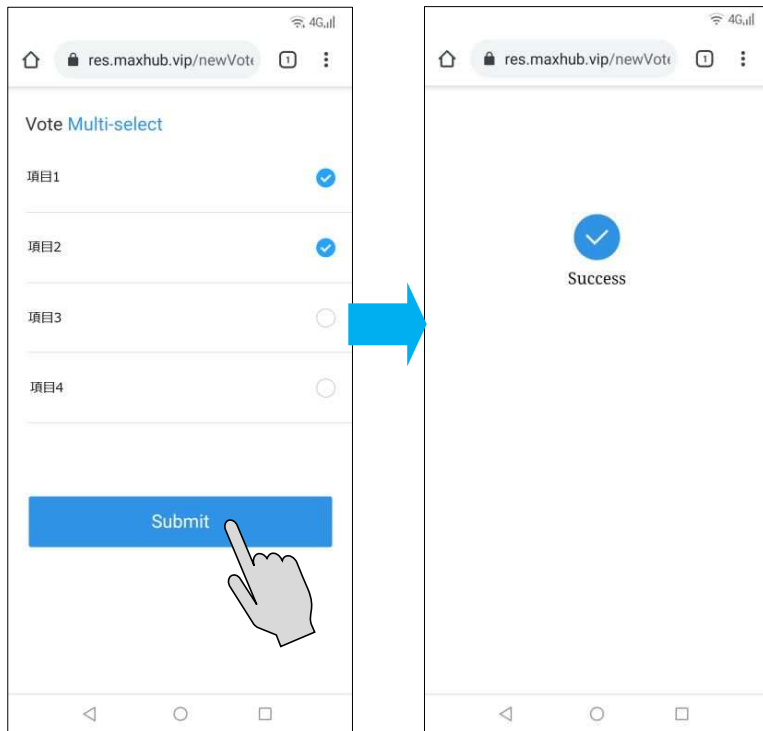 4G
res.maxhub.vip/newVote
1
Vote Multi-select
項目1
項目2
項目3
項目4
Submit
4G
res.maxhub.vip/newVote
1
Success